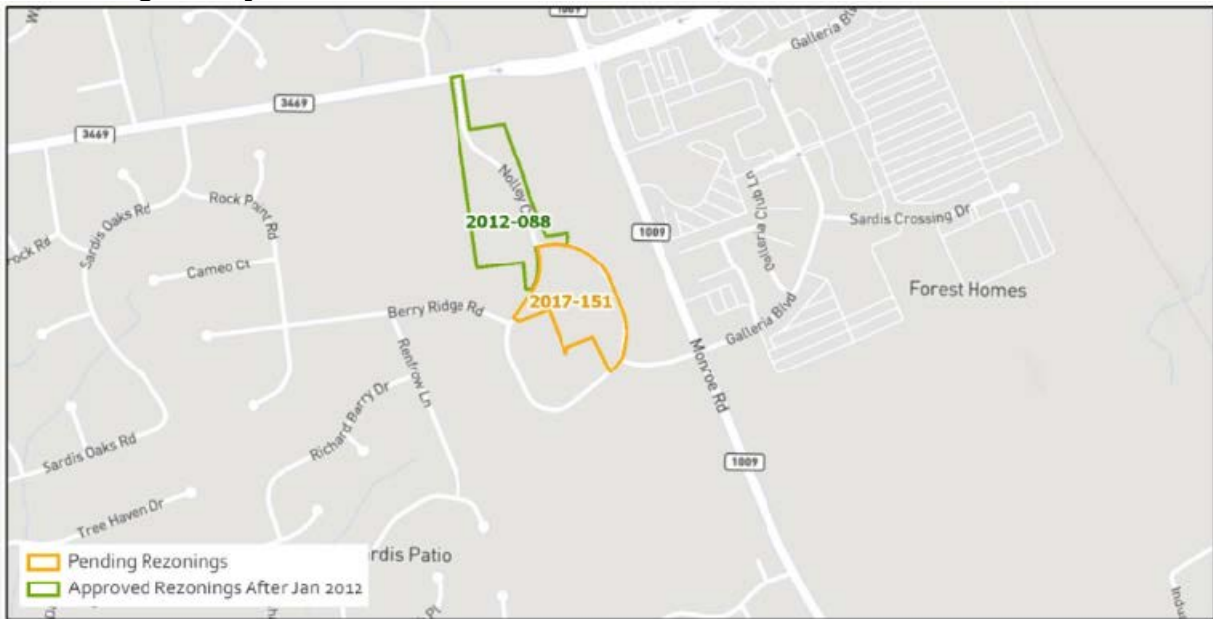 1009
Galleria Blvd
3469
3469
Nolley C
Rock Point Rd
Sardis Oaks Rd
Galleria Club Ln
Sardis Crossing Dr
2012-088
1009
rock Rd
Cameo Ct
Forest Homes
2017-151
Berry Ridge Rd
Galleria Blvd
Renfrow Ln
Monroe Rd
Richard Barry Dr
Sardis Oaks Rd
1009
Tree Haven Dr
rdis Patio
Pending Rezonings
Approved Rezonings After Jan 2012
Pl
Indu